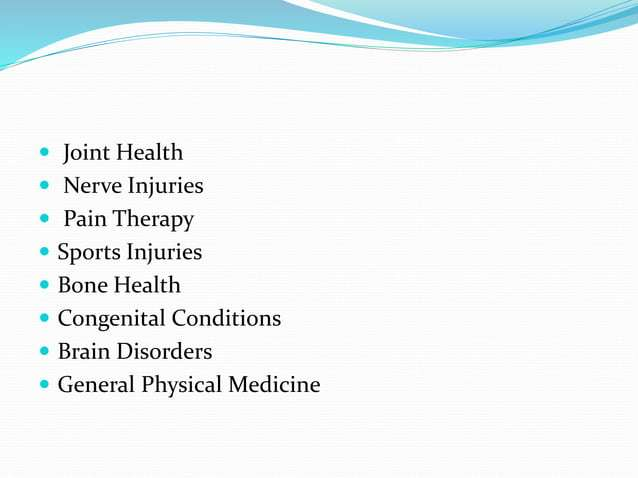 • Joint Health
• Nerve Injuries
• Pain Therapy
• Sports Injuries
• Bone Health
• Congenital Conditions
• Brain Disorders
• General Physical Medicine